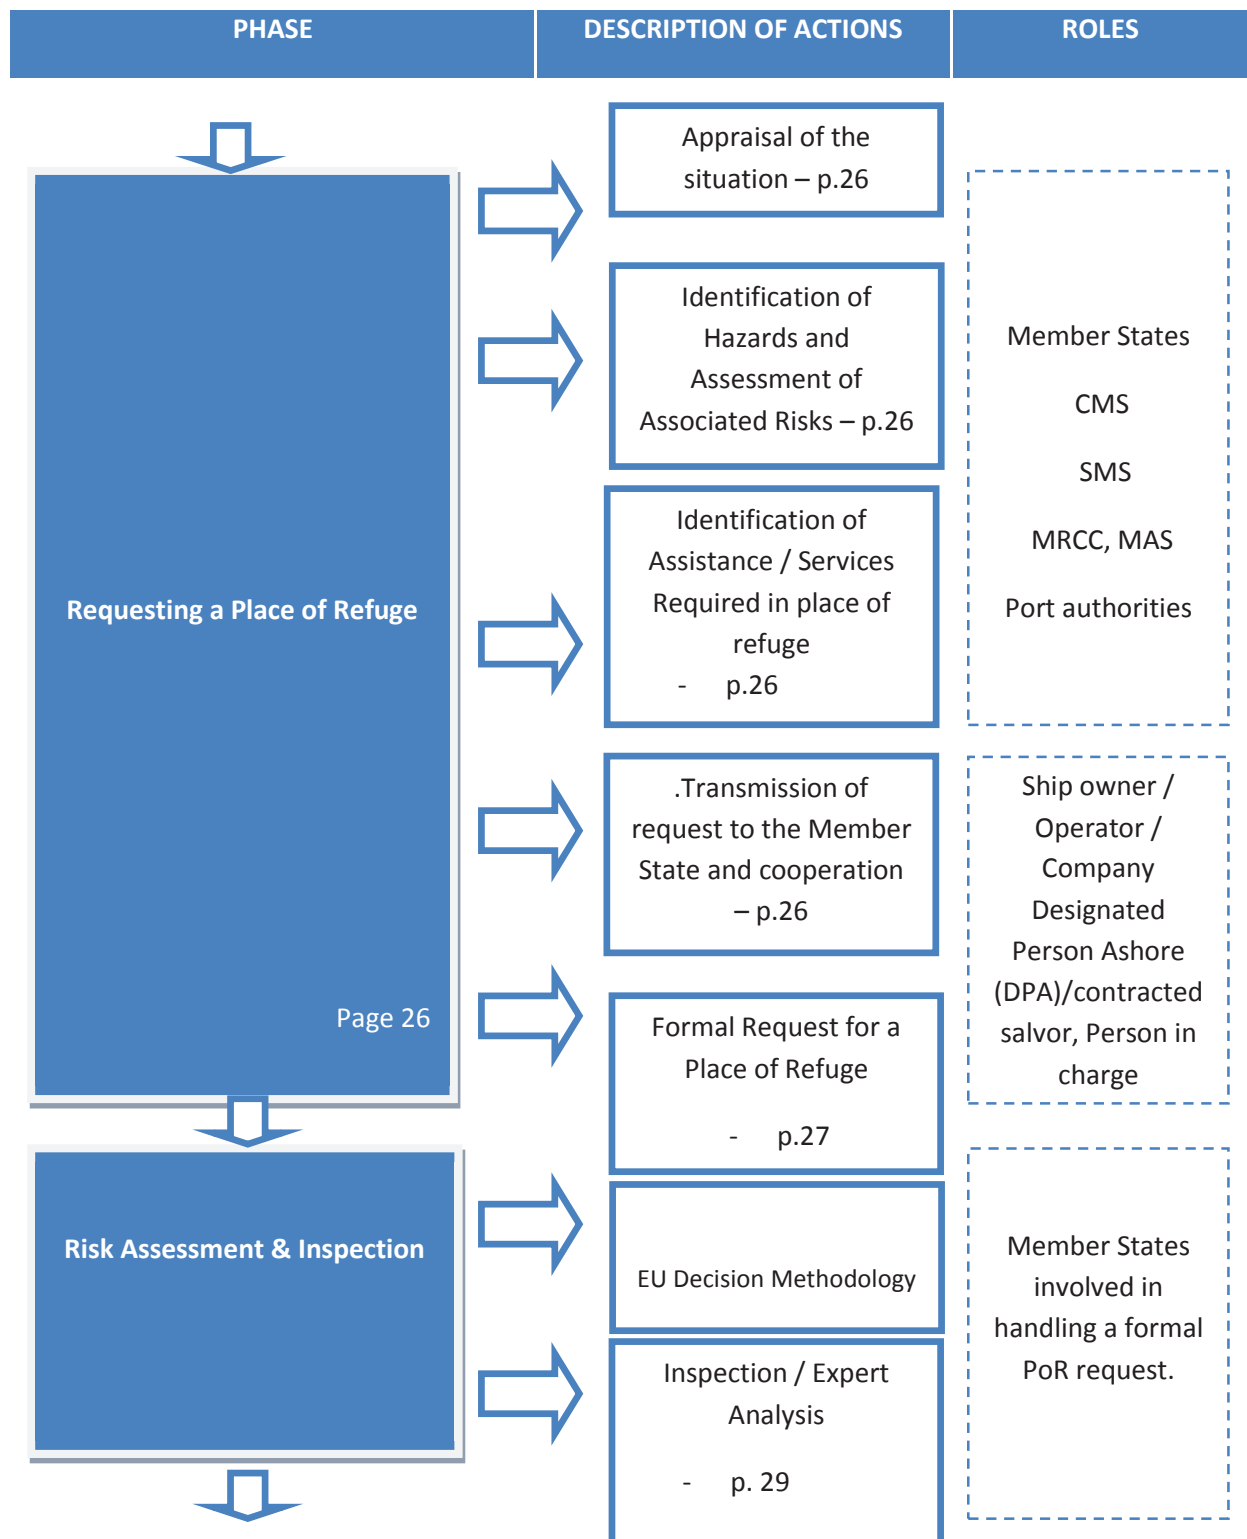 PHASE
DESCRIPTION OF ACTIONS
ROLES
Requesting a Place of Refuge
Page 26
Appraisal of the
situation – p.26
Identification of
Hazards and
Assessment of
Associated Risks – p.26
Identification of
Assistance / Services
Required in place of
refuge
- p.26
.Transmission of
request to the Member
State and cooperation
– p.26
Formal Request for a
Place of Refuge
- p.27
Member States
CMS
SMS
MRCC, MAS
Port authorities
Ship owner /
Operator /
Company
Designated
Person Ashore
(DPA)/contracted
salvor, Person in
charge
Risk Assessment & Inspection
EU Decision Methodology
Inspection / Expert
Analysis
- p. 29
Member States
involved in
handling a formal
PoR request.